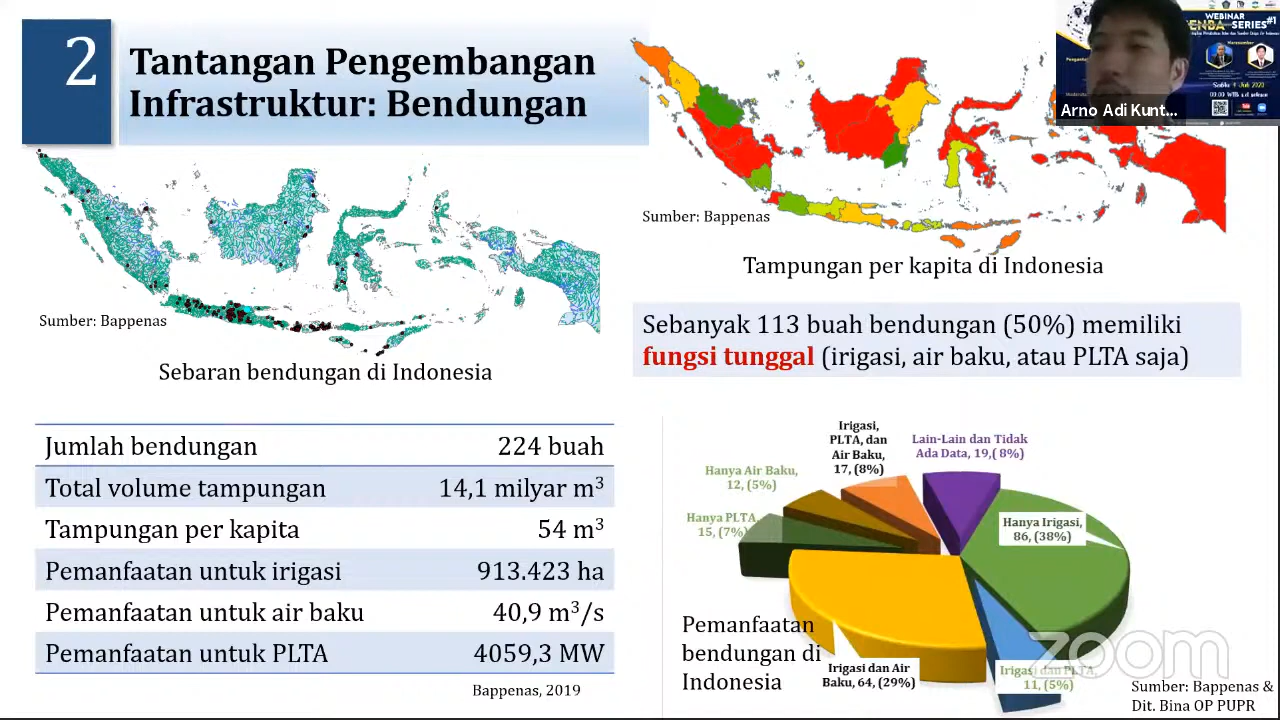 2
Tantangan Pengembangan
Infrastruktur: Bendungan
Sumber: Bappenas
Sebaran bendungan di Indonesia
Sumber: Bappenas
Tampungan per kapita di Indonesia
WEBINAR
SERIES #1
Arno Adi Kunt...
Sebanyak 113 buah bendungan (50%) memiliki
fungsi tunggal (irigasi, air baku, atau PLTA saja)
Jumlah bendungan 224 buah
Total volume tampungan 14,1 milyar m³
Tampungan per kapita 54 m³
Pemanfaatan untuk irigasi 913.423 ha
Pemanfaatan untuk air baku 40,9 m³/s
Pemanfaatan untuk PLTA 4059,3 MW
Bappenas, 2019
Irigasi,
PLTA, dan
Air Baku,
17, (8%)
Lain-Lain dan Tidak
Ada Data, 19,( 8%)
Hanya Air Baku,
12, (5%)
Hanya PLTA,
15, (7%)
Hanya Irigasi,
86, (38%)
Irigasi dan Air
Baku, 64, (29%)
Irigasi dan PLTA,
11, (5%)
Pemanfaatan
bendungan di
Indonesia
zoom
Sumber: Bappenas &
Dit. Bina OP PUPR